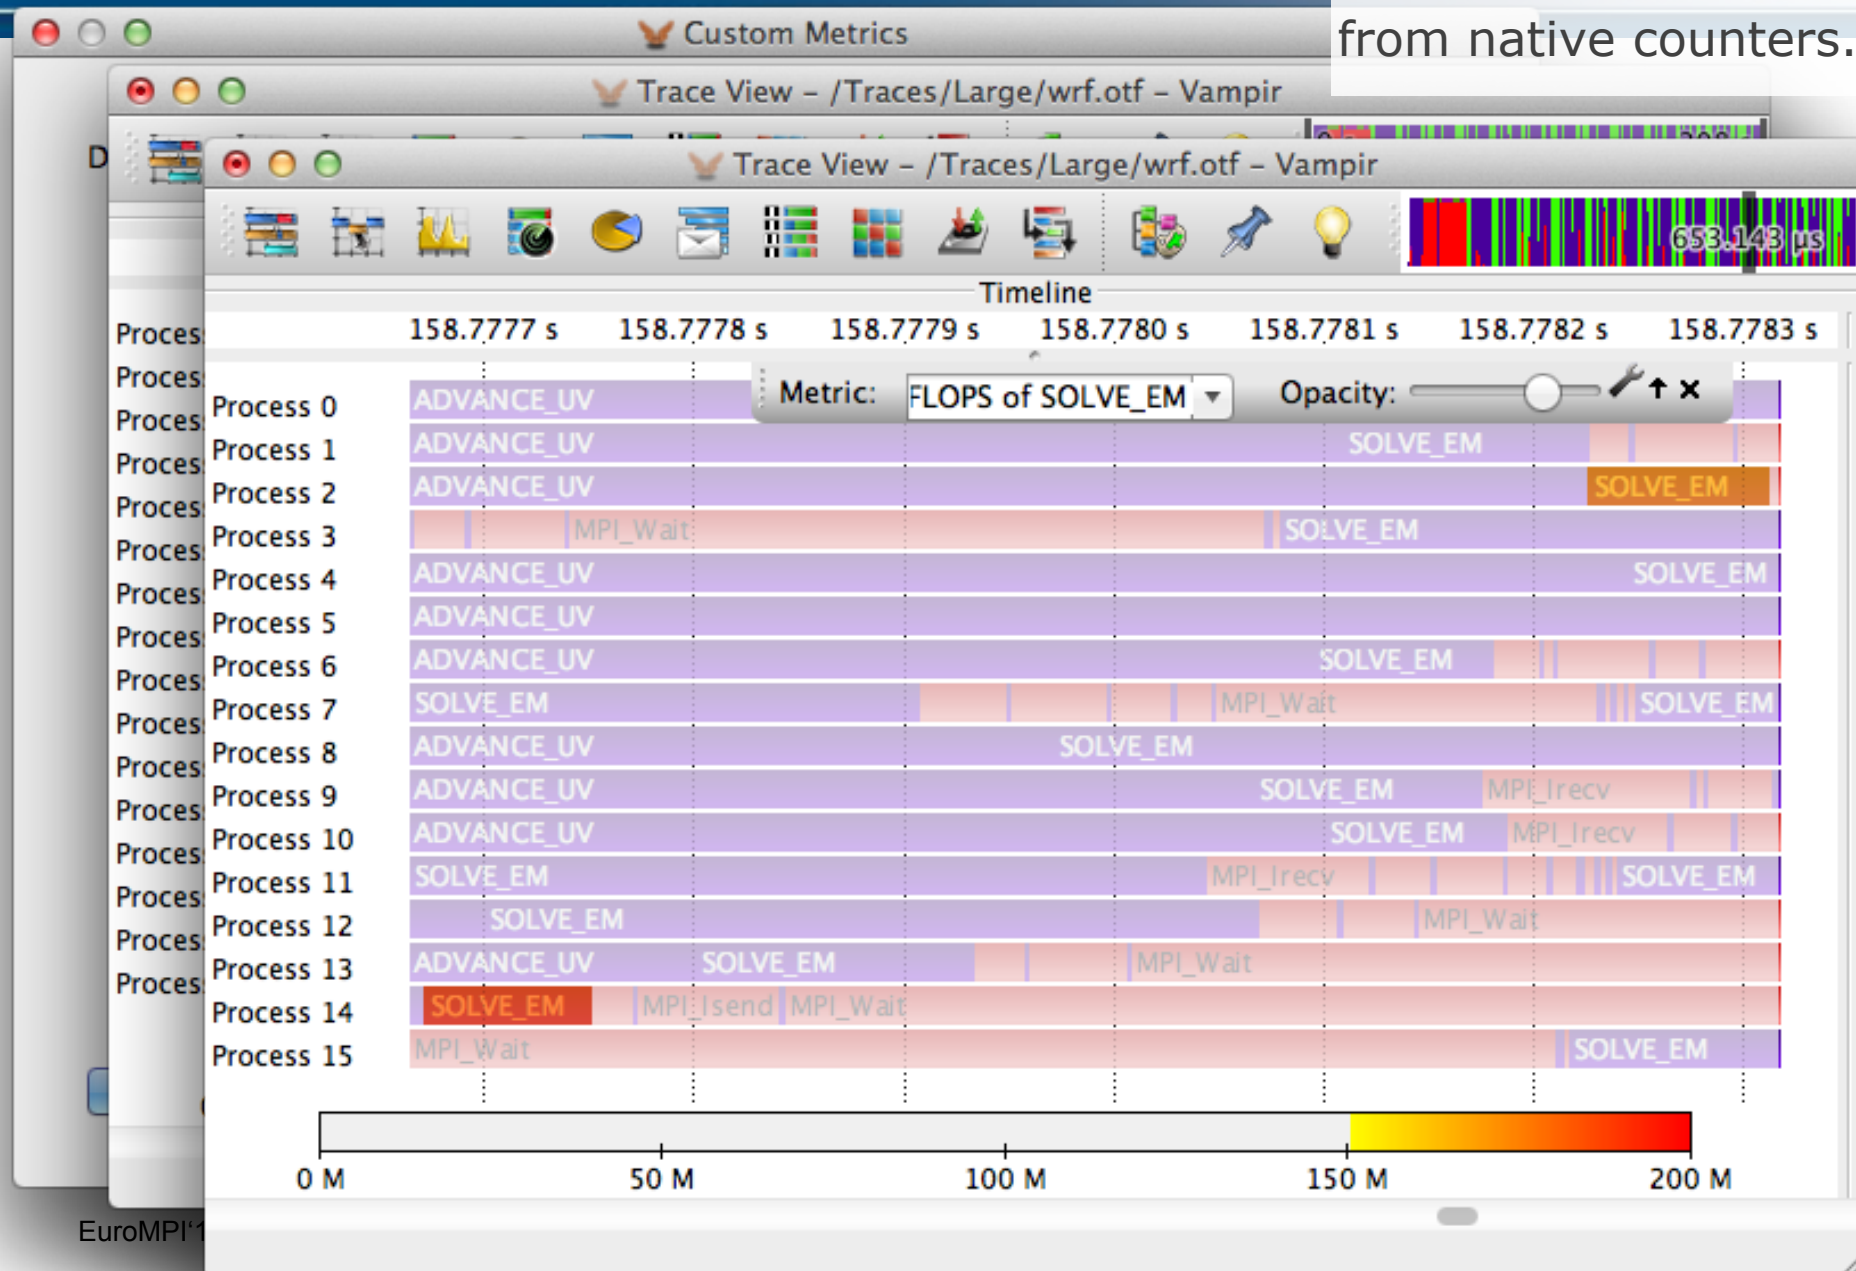 Custom Metrics
from native counters.
Trace View – /Traces/Large/wrf.otf – Vampir
D
Trace View – /Traces/Large/wrf.otf – Vampir
653.143 µs
Timeline
158.7777 s 158.7778 s 158.7779 s 158.7780 s 158.7781 s 158.7782 s 158.7783 s
Metric: FLOPS of SOLVE_EM Opacity:
Process 0 ADVANCE_UV
Process 1 ADVANCE_UV SOLVE_EM
Process 2 ADVANCE_UV SOLVE_EM
Process 3 MPI_Wait SOLVE_EM
Process 4 ADVANCE_UV SOLVE_EM
Process 5 ADVANCE_UV
Process 6 ADVANCE_UV SOLVE_EM
Process 7 SOLVE_EM MPI_Wait SOLVE_EM
Process 8 ADVANCE_UV SOLVE_EM
Process 9 ADVANCE_UV SOLVE_EM MPI_Irecv
Process 10 ADVANCE_UV SOLVE_EM MPI_Irecv
Process 11 SOLVE_EM MPI_Irecv SOLVE_EM
Process 12 SOLVE_EM MPI_Wait
Process 13 ADVANCE_UV SOLVE_EM MPI_Wait
Process 14 SOLVE_EM MPI_Isend MPI_Wait
Process 15 MPI_Wait SOLVE_EM
0 M 50 M 100 M 150 M 200 M
EuroMPI‘1